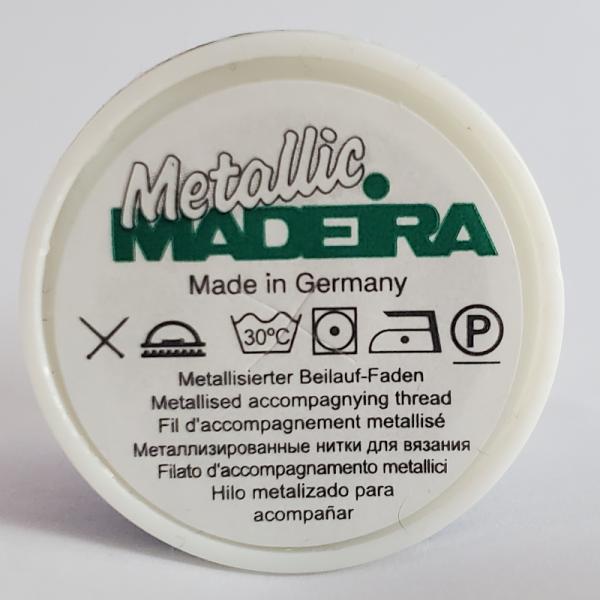 Metallic
MADEIRA
Made in Germany
30°C P
Metallisierter Beilauf-Faden
Metallised accompagnying thread
Fil d'accompagnement metallisé
Металлизированные нитки для вязания
Filato d'accompagnamento metallici
Hilo metalizado para
acompañar